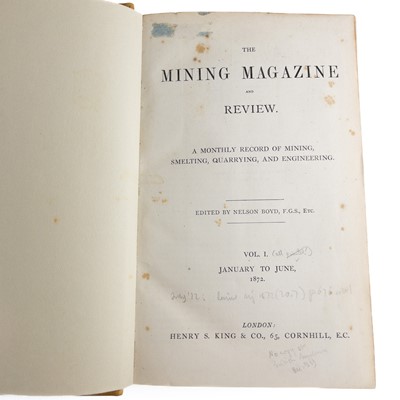 THE
MINING MAGAZINE
AND
REVIEW.
A MONTHLY RECORD OF MINING,
SMELTING, QUARRYING, AND ENGINEERING.
EDITED BY NELSON BOYD, F.G.S., ETC.
VOL. I.
JANUARY TO JUNE,
1872.
LONDON:
HENRY S. KING & CO., 65, CORNHILL, E.C.